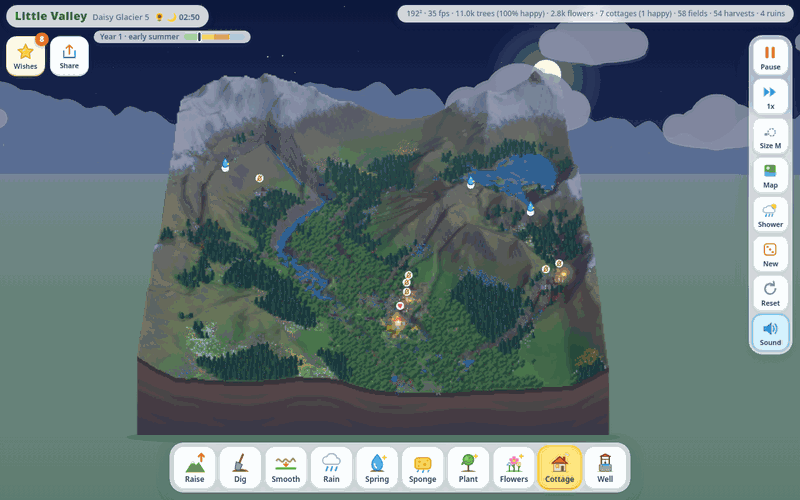 Little Valley Daisy Glacier 5 02:50
192² · 35 fps · 11.0k trees (100% happy) · 2.8k flowers · 7 cottages (1 happy) · 58 fields · 54 harvests · 4 ruins
Year 1 · early summer
8
Wishes
Share
Pause
1x
Size M
Map
Shower
New
Reset
Sound
Raise
Dig
Smooth
Rain
Spring
Sponge
Plant
Flowers
Cottage
Well